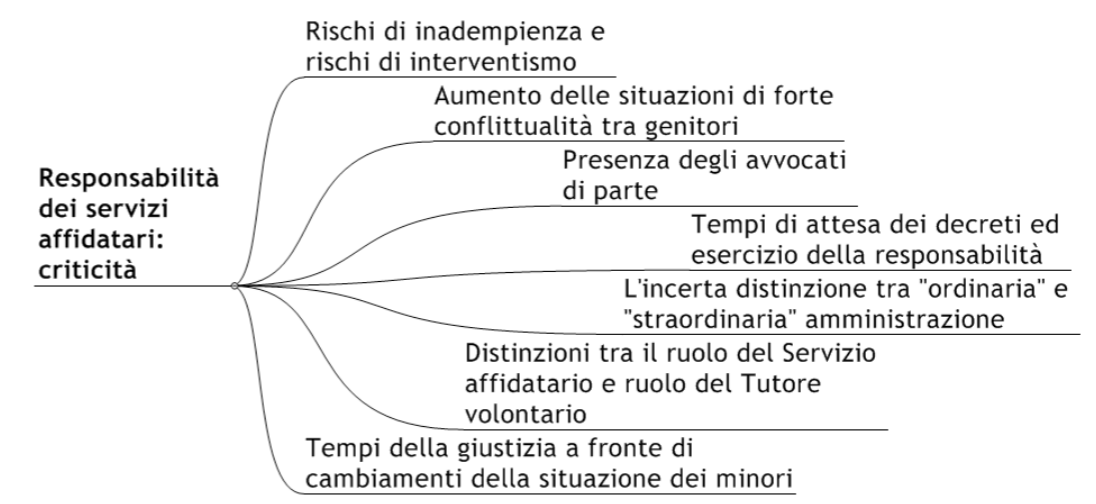 Responsabilità
dei servizi
affidatari:
criticità
Rischi di inadempienza e
rischi di interventismo
Aumento delle situazioni di forte
conflittualità tra genitori
Presenza degli avvocati
di parte
Tempi di attesa dei decreti ed
esercizio della responsabilità
L'incerta distinzione tra "ordinaria" e
"straordinaria" amministrazione
Distinzioni tra il ruolo del Servizio
affidatario e ruolo del Tutore
volontario
Tempi della giustizia a fronte di
cambiamenti della situazione dei minori